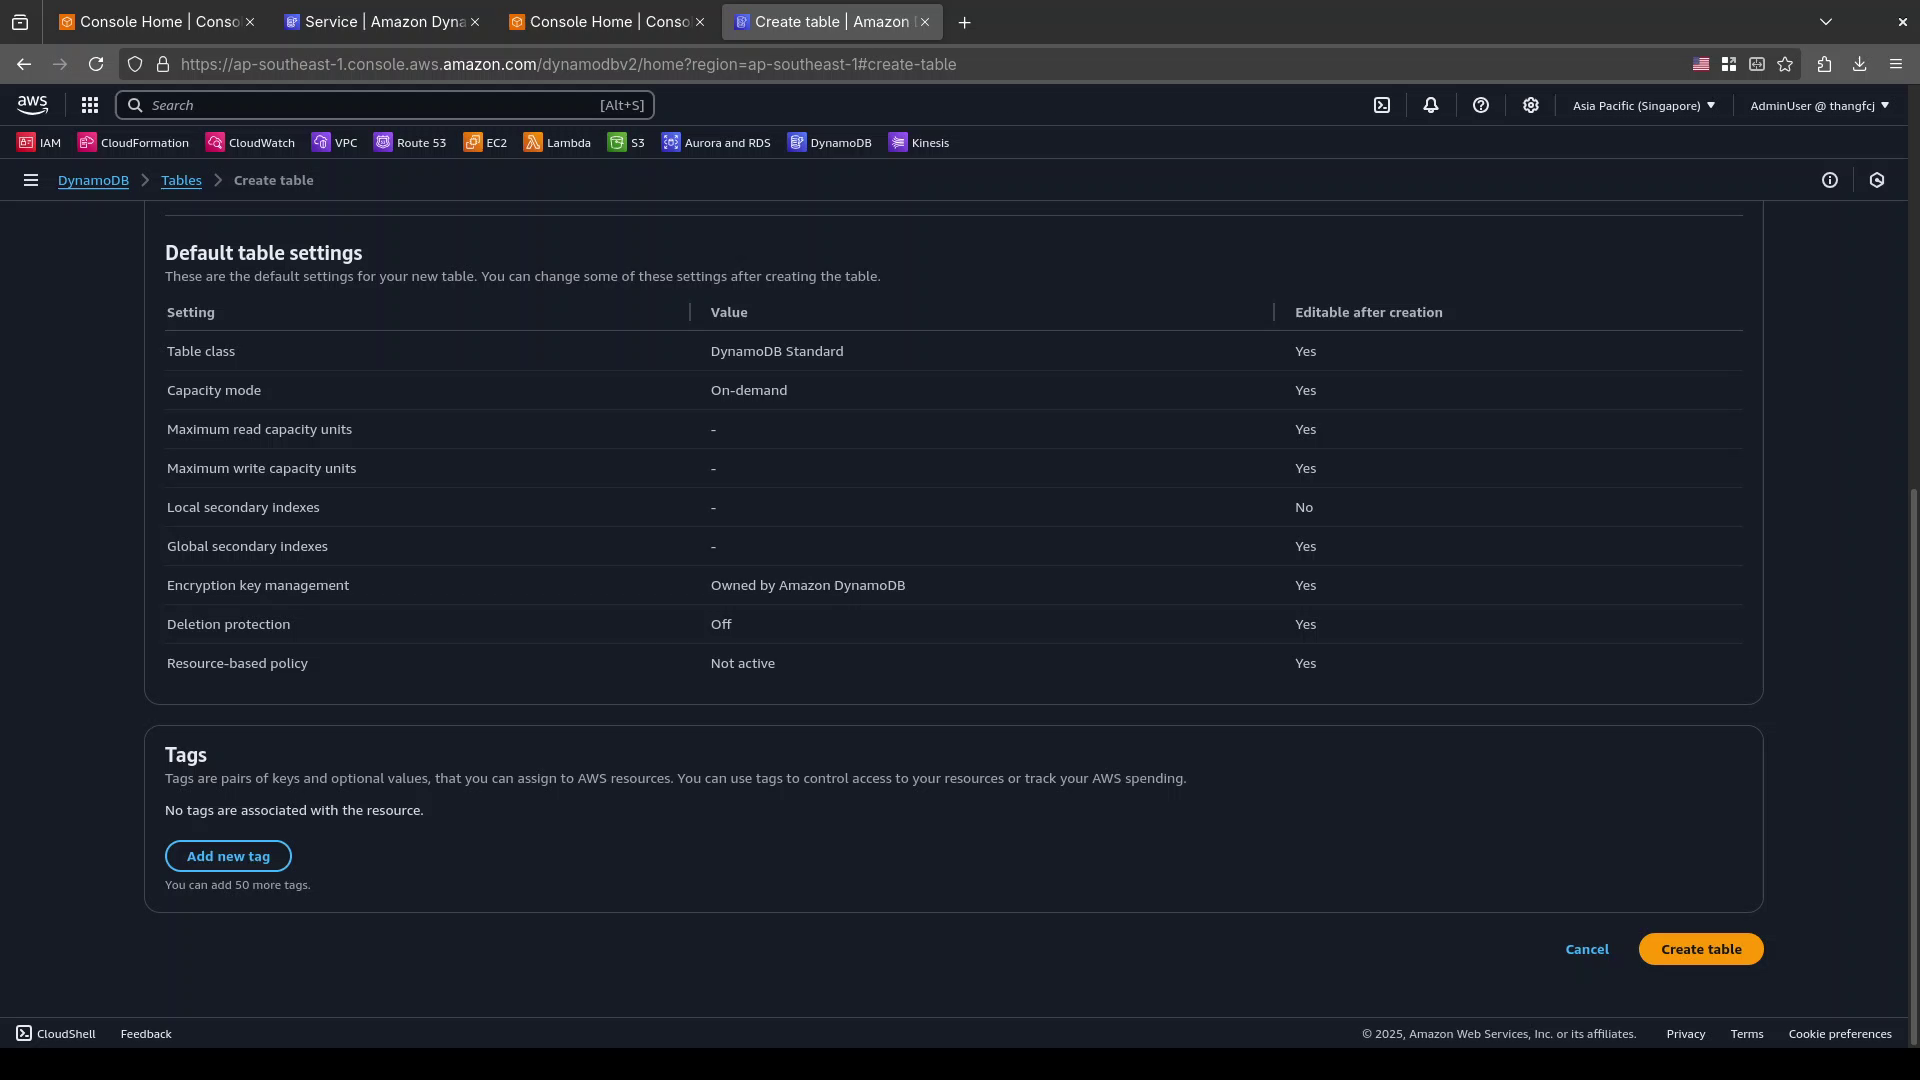 Console Home | Conso
Service | Amazon Dyna
Console Home | Conso
Create table | Amazon
https://ap-southeast-1.console.aws.amazon.com/dynamodbv2/home?region=ap-southeast-1#create-table
aws
Search
[Alt+S]
Asia Pacific (Singapore)
AdminUser @ thangfcj
IAM
CloudFormation
CloudWatch
VPC
Route 53
EC2
Lambda
S3
Aurora and RDS
DynamoDB
Kinesis
DynamoDB
Tables
Create table
Default table settings
These are the default settings for your new table. You can change some of these settings after creating the table.
Setting Value Editable after creation
Table class DynamoDB Standard Yes
Capacity mode On-demand Yes
Maximum read capacity units - Yes
Maximum write capacity units - Yes
Local secondary indexes - No
Global secondary indexes - Yes
Encryption key management Owned by Amazon DynamoDB Yes
Deletion protection Off Yes
Resource-based policy Not active Yes
Tags
Tags are pairs of keys and optional values, that you can assign to AWS resources. You can use tags to control access to your resources or track your AWS spending.
No tags are associated with the resource.
Add new tag
You can add 50 more tags.
Cancel
Create table
CloudShell
Feedback
© 2025, Amazon Web Services, Inc. or its affiliates.
Privacy
Terms
Cookie preferences